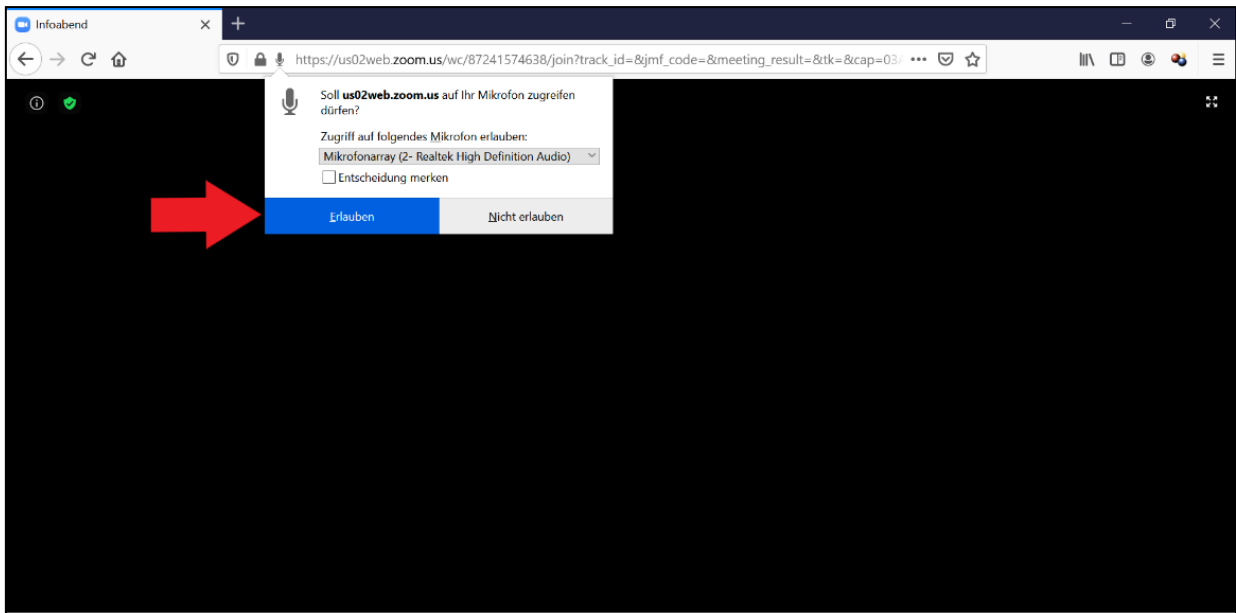 Infoabend
https://us02web.zoom.us/wc/87241574638/join?track_id=&jmf_code=&meeting_result=&tk=&cap=03
Soll us02web.zoom.us auf Ihr Mikrofon zugreifen
dürfen?
Zugriff auf folgendes Mikrofon erlauben:
Mikrofonarray (2- Realtek High Definition Audio)
Entscheidung merken
Erlauben
Nicht erlauben